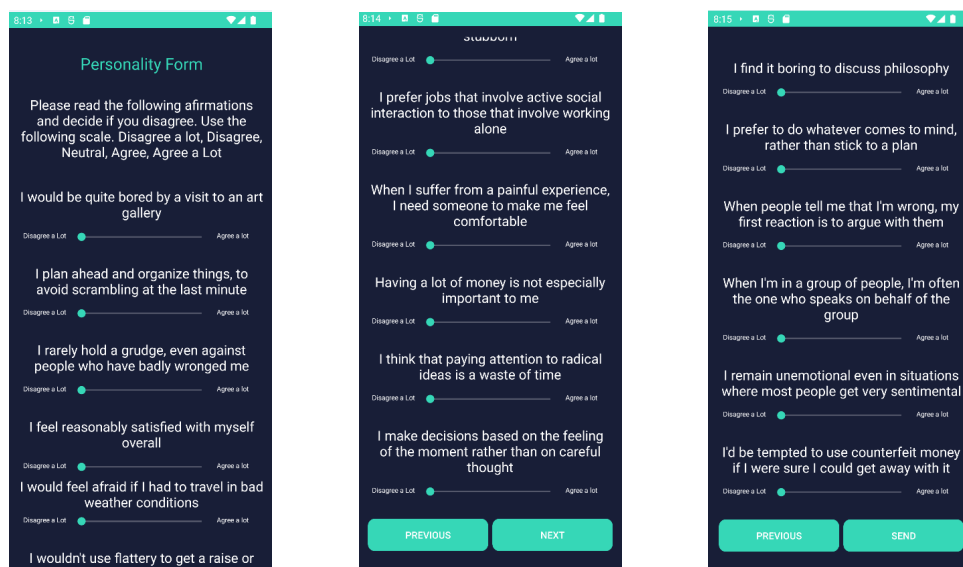 8:13
Personality Form
Please read the following afirmations
and decide if you disagree. Use the
following scale. Disagree a lot, Disagree,
Neutral, Agree, Agree a Lot
I would be quite bored by a visit to an art
gallery
Disagree a Lot Agree a lot
I plan ahead and organize things, to
avoid scrambling at the last minute
Disagree a Lot Agree a lot
I rarely hold a grudge, even against
people who have badly wronged me
Disagree a Lot Agree a lot
I feel reasonably satisfied with myself
overall
Disagree a Lot Agree a lot
I would feel afraid if I had to travel in bad
weather conditions
Disagree a Lot Agree a lot
I wouldn't use flattery to get a raise or
8:14
stubborn
Disagree a Lot Agree a lot
I prefer jobs that involve active social
interaction to those that involve working
alone
Disagree a Lot Agree a lot
When I suffer from a painful experience,
I need someone to make me feel
comfortable
Disagree a Lot Agree a lot
Having a lot of money is not especially
important to me
Disagree a Lot Agree a lot
I think that paying attention to radical
ideas is a waste of time
Disagree a Lot Agree a lot
I make decisions based on the feeling
of the moment rather than on careful
thought
Disagree a Lot Agree a lot
PREVIOUS NEXT
8:15
I find it boring to discuss philosophy
Disagree a Lot Agree a lot
I prefer to do whatever comes to mind,
rather than stick to a plan
Disagree a Lot Agree a lot
When people tell me that I'm wrong, my
first reaction is to argue with them
Disagree a Lot Agree a lot
When I'm in a group of people, I'm often
the one who speaks on behalf of the
group
Disagree a Lot Agree a lot
I remain unemotional even in situations
where most people get very sentimental
Disagree a Lot Agree a lot
I'd be tempted to use counterfeit money
if I were sure I could get away with it
Disagree a Lot Agree a lot
PREVIOUS SEND